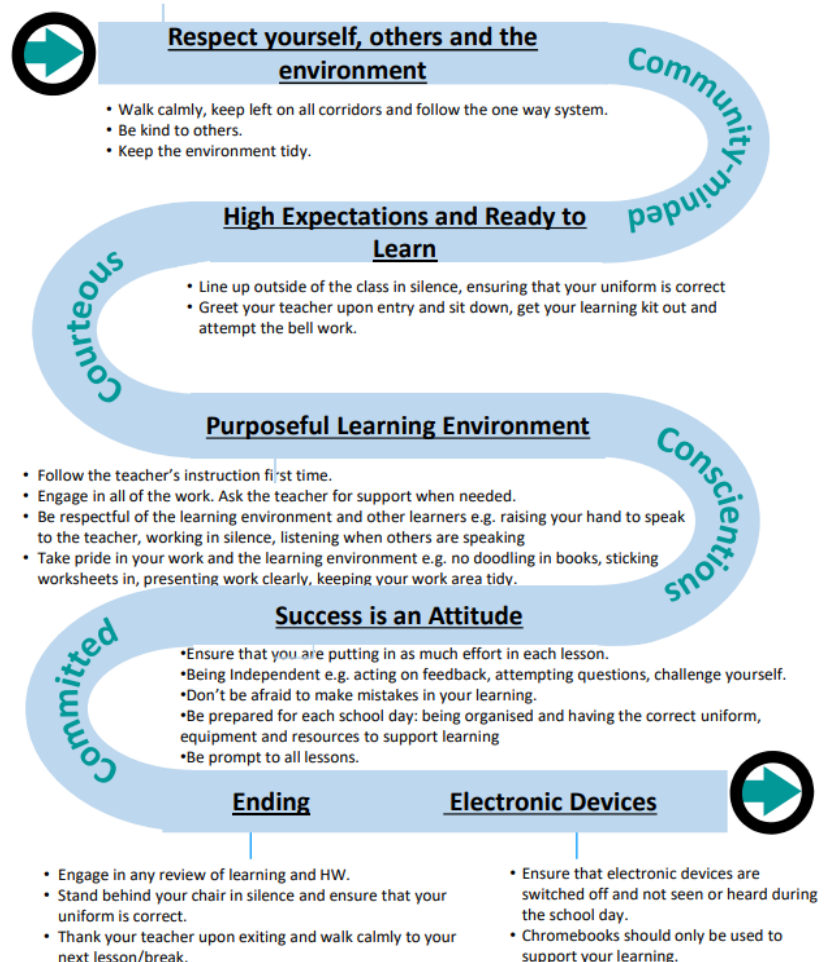 Respect yourself, others and the
environment
Community-minded
• Walk calmly, keep left on all corridors and follow the one way system.
• Be kind to others.
• Keep the environment tidy.
High Expectations and Ready to
Learn
Courteous
• Line up outside of the class in silence, ensuring that your uniform is correct
• Greet your teacher upon entry and sit down, get your learning kit out and
attempt the bell work.
Purposeful Learning Environment
Conscientious
• Follow the teacher's instruction first time.
• Engage in all of the work. Ask the teacher for support when needed.
• Be respectful of the learning environment and other learners e.g. raising your hand to speak
to the teacher, working in silence, listening when others are speaking
• Take pride in your work and the learning environment e.g. no doodling in books, sticking
worksheets in, presenting work clearly, keeping your work area tidy.
Success is an Attitude
Committed
•Ensure that you are putting in as much effort in each lesson.
•Being Independent e.g. acting on feedback, attempting questions, challenge yourself.
•Don't be afraid to make mistakes in your learning.
•Be prepared for each school day: being organised and having the correct uniform,
equipment and resources to support learning
•Be prompt to all lessons.
Ending
• Engage in any review of learning and HW.
• Stand behind your chair in silence and ensure that your
uniform is correct.
• Thank your teacher upon exiting and walk calmly to your
next lesson/break.
Electronic Devices
• Ensure that electronic devices are
switched off and not seen or heard during
the school day.
• Chromebooks should only be used to
support your learning.